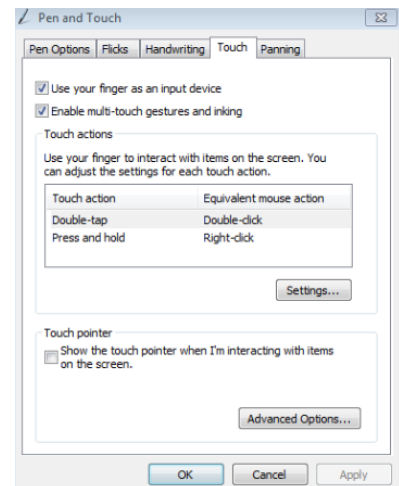 Pen and Touch
Pen Options Flicks Handwriting Touch Panning
Use your finger as an input device
Enable multi-touch gestures and inking
Touch actions
Use your finger to interact with items on the screen. You
can adjust the settings for each touch action.
Touch action Equivalent mouse action
Double-tap Double-click
Press and hold Right-click
Settings...
Touch pointer
Show the touch pointer when I'm interacting with items
on the screen.
Advanced Options...
OK Cancel Apply